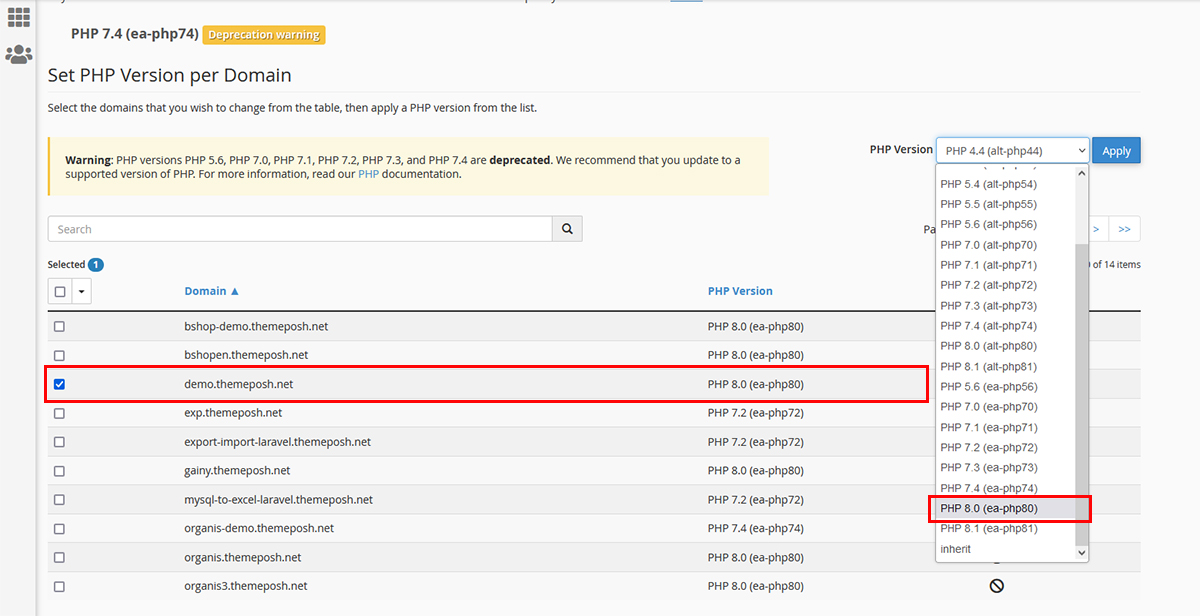 PHP 7.4 (ea-php74) Deprecation warning
Set PHP Version per Domain
Select the domains that you wish to change from the table, then apply a PHP version from the list.
Warning: PHP versions PHP 5.6, PHP 7.0, PHP 7.1, PHP 7.2, PHP 7.3, and PHP 7.4 are deprecated. We recommend that you update to a
supported version of PHP. For more information, read our PHP documentation.
PHP Version PHP 4.4 (alt-php44) Apply
PHP 5.4 (alt-php54)
PHP 5.5 (alt-php55)
PHP 5.6 (alt-php56)
PHP 7.0 (alt-php70)
PHP 7.1 (alt-php71)
PHP 7.2 (alt-php72)
PHP 7.3 (alt-php73)
PHP 7.4 (alt-php74)
PHP 8.0 (alt-php80)
PHP 8.1 (alt-php81)
PHP 5.6 (ea-php56)
PHP 7.0 (ea-php70)
PHP 7.1 (ea-php71)
PHP 7.2 (ea-php72)
PHP 7.3 (ea-php73)
PHP 7.4 (ea-php74)
PHP 8.0 (ea-php80)
PHP 8.1 (ea-php81)
inherit
Search
> >>
Selected 1
of 14 items
Domain ▲ PHP Version
bshop-demo.themeposh.net PHP 8.0 (ea-php80)
bshopen.themeposh.net PHP 8.0 (ea-php80)
demo.themeposh.net PHP 8.0 (ea-php80)
exp.themeposh.net PHP 7.2 (ea-php72)
export-import-laravel.themeposh.net PHP 7.2 (ea-php72)
gainy.themeposh.net PHP 8.0 (ea-php80)
mysql-to-excel-laravel.themeposh.net PHP 7.2 (ea-php72)
organis-demo.themeposh.net PHP 7.4 (ea-php74)
organis.themeposh.net PHP 8.0 (ea-php80)
organis3.themeposh.net PHP 8.0 (ea-php80)